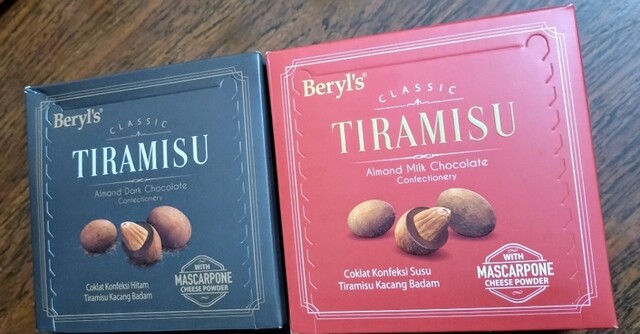 Beryl's®
CLASSIC
TIRAMISU
Almond Dark Chocolate
Confectionery
Coklat Konfeksi Hitam
Tiramisu Kacang Badam
WITH
MASCARPONE
CHEESE POWDER
Beryl's®
CLASSIC
TIRAMISU
Almond Milk Chocolate
Confectionery
Coklat Konfeksi Susu
Tiramisu Kacang Badam
WITH
MASCARPONE
CHEESE POWDER